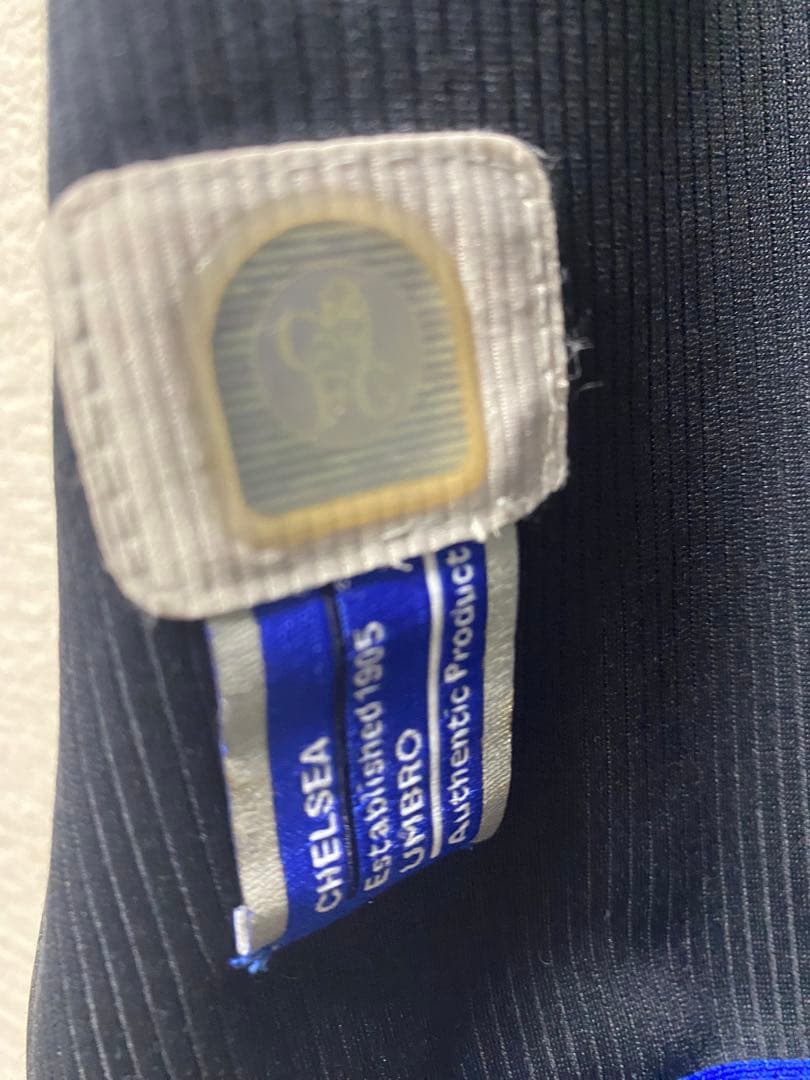 CHELSEA
Established 1905
UMBRO
Authentic Product